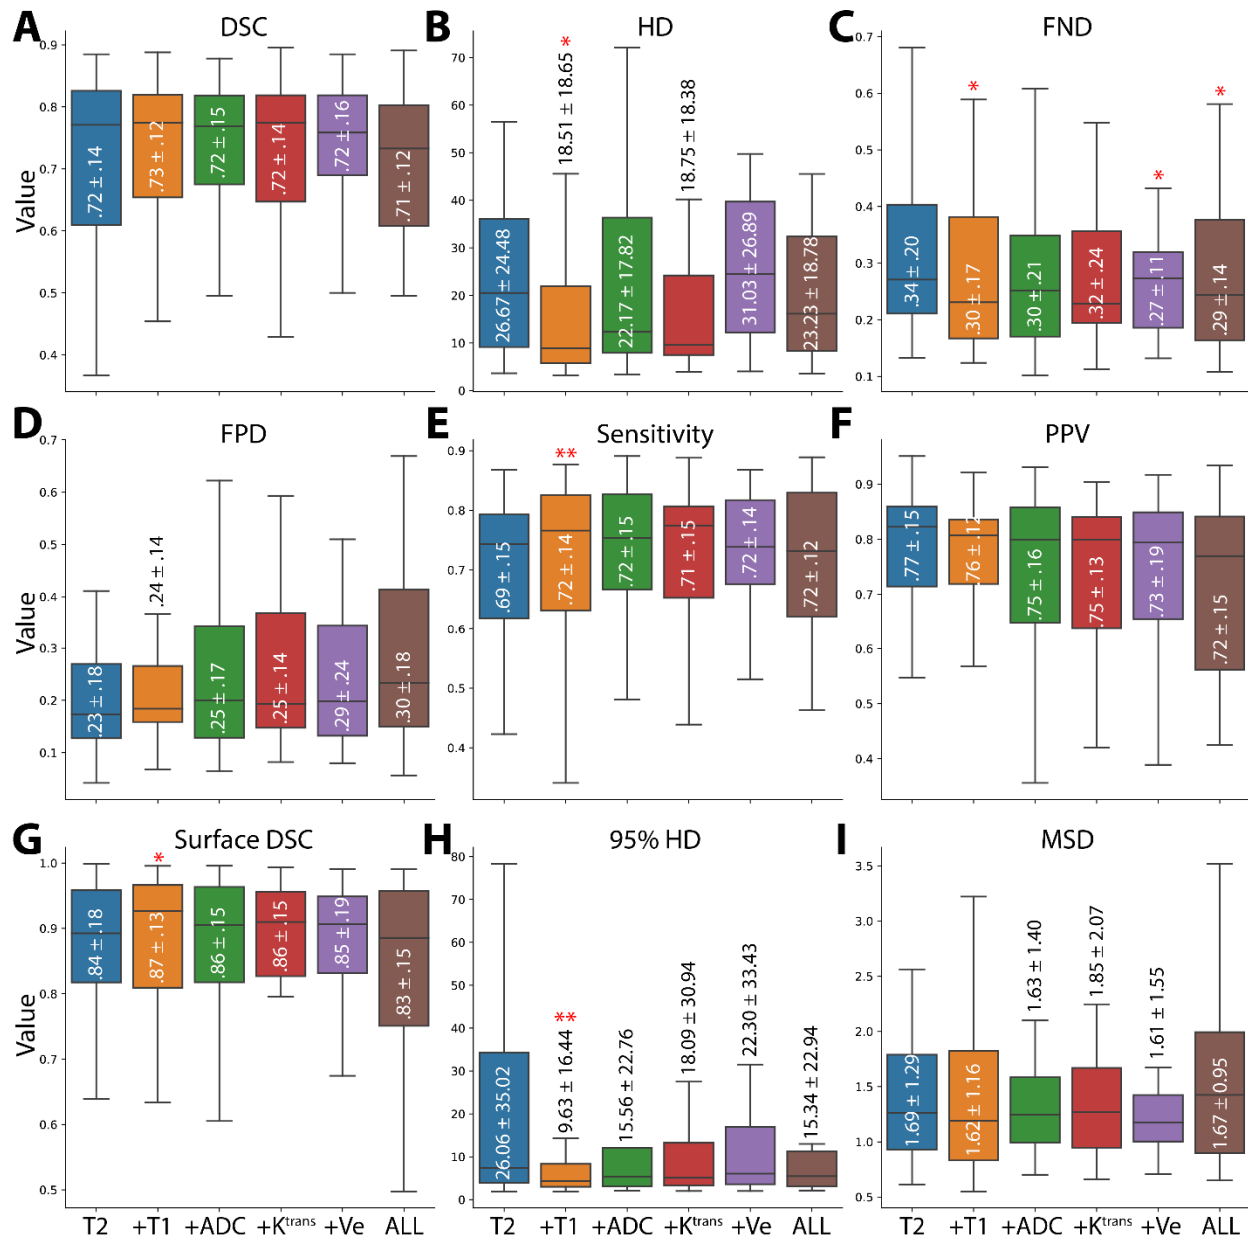 A
DSC
0.9
0.8
0.7
0.6
0.5
0.4
Value
.72 ± .14
.73 ± .12
.72 ± .15
.72 ± .14
.72 ± .16
.71 ± .12
B
HD
70
60
50
40
30
20
10
0
26.67 ± 24.48
18.51 ± 18.65
*
22.17 ± 17.82
18.75 ± 18.38
31.03 ± 26.89
23.23 ± 18.78
C
FND
0.7
0.6
0.5
0.4
0.3
0.2
0.1
.34 ± .20
*
.30 ± .17
.30 ± .21
.32 ± .24
*
.27 ± .11
*
.29 ± .14
D
FPD
0.7
0.6
0.5
0.4
0.3
0.2
0.1
Value
.23 ± .18
.24 ± .14
.25 ± .17
.25 ± .14
.29 ± .24
.30 ± .18
E
Sensitivity
0.9
0.8
0.7
0.6
0.5
0.4
.69 ± .15
**
.72 ± .14
.72 ± .15
.71 ± .15
.72 ± .14
.72 ± .12
F
PPV
0.9
0.8
0.7
0.6
0.5
0.4
.77 ± .15
.76 ± .12
.75 ± .16
.75 ± .13
.73 ± .19
.72 ± .15
G
Surface DSC
1.0
0.9
0.8
0.7
0.6
0.5
Value
.84 ± .18
*
.87 ± .13
.86 ± .15
.86 ± .15
.85 ± .19
.83 ± .15
T2 +T1 +ADC +Ktrans +Ve ALL
H
95% HD
80
70
60
50
40
30
20
10
0
26.06 ± 35.02
**
9.63 ± 16.44
15.56 ± 22.76
18.09 ± 30.94
22.30 ± 33.43
15.34 ± 22.94
T2 +T1 +ADC +Ktrans +Ve ALL
I
MSD
3.5
3.0
2.5
2.0
1.5
1.0
0.5
1.69 ± 1.29
1.62 ± 1.16
1.63 ± 1.40
1.85 ± 2.07
1.61 ± 1.55
1.67 ± 0.95
T2 +T1 +ADC +Ktrans +Ve ALL